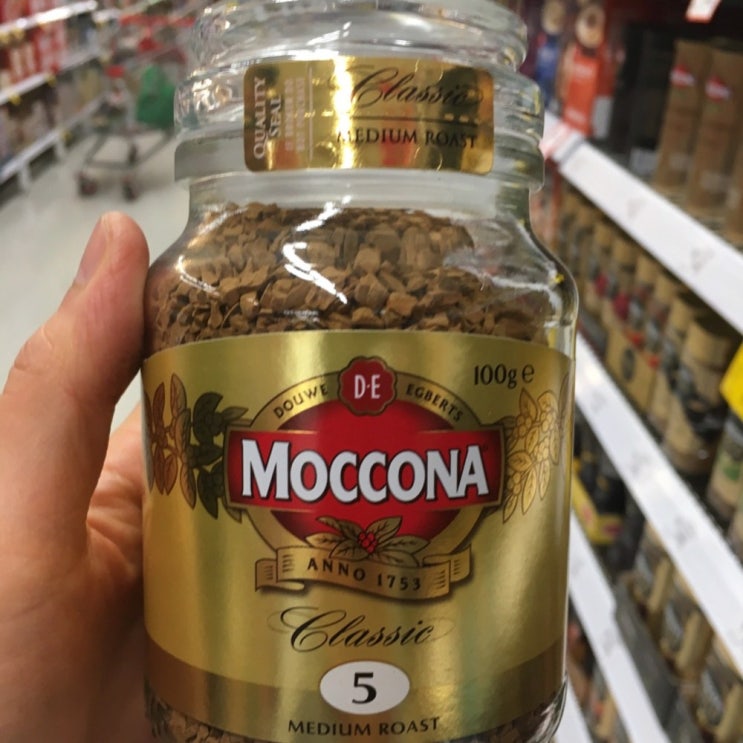 QUALITY
SEAL
Classic
MEDIUM ROAST
100g e
DOUWE D·E EGBERTS
MOCCONA
ANNO 1753
Classic
5
MEDIUM ROAST